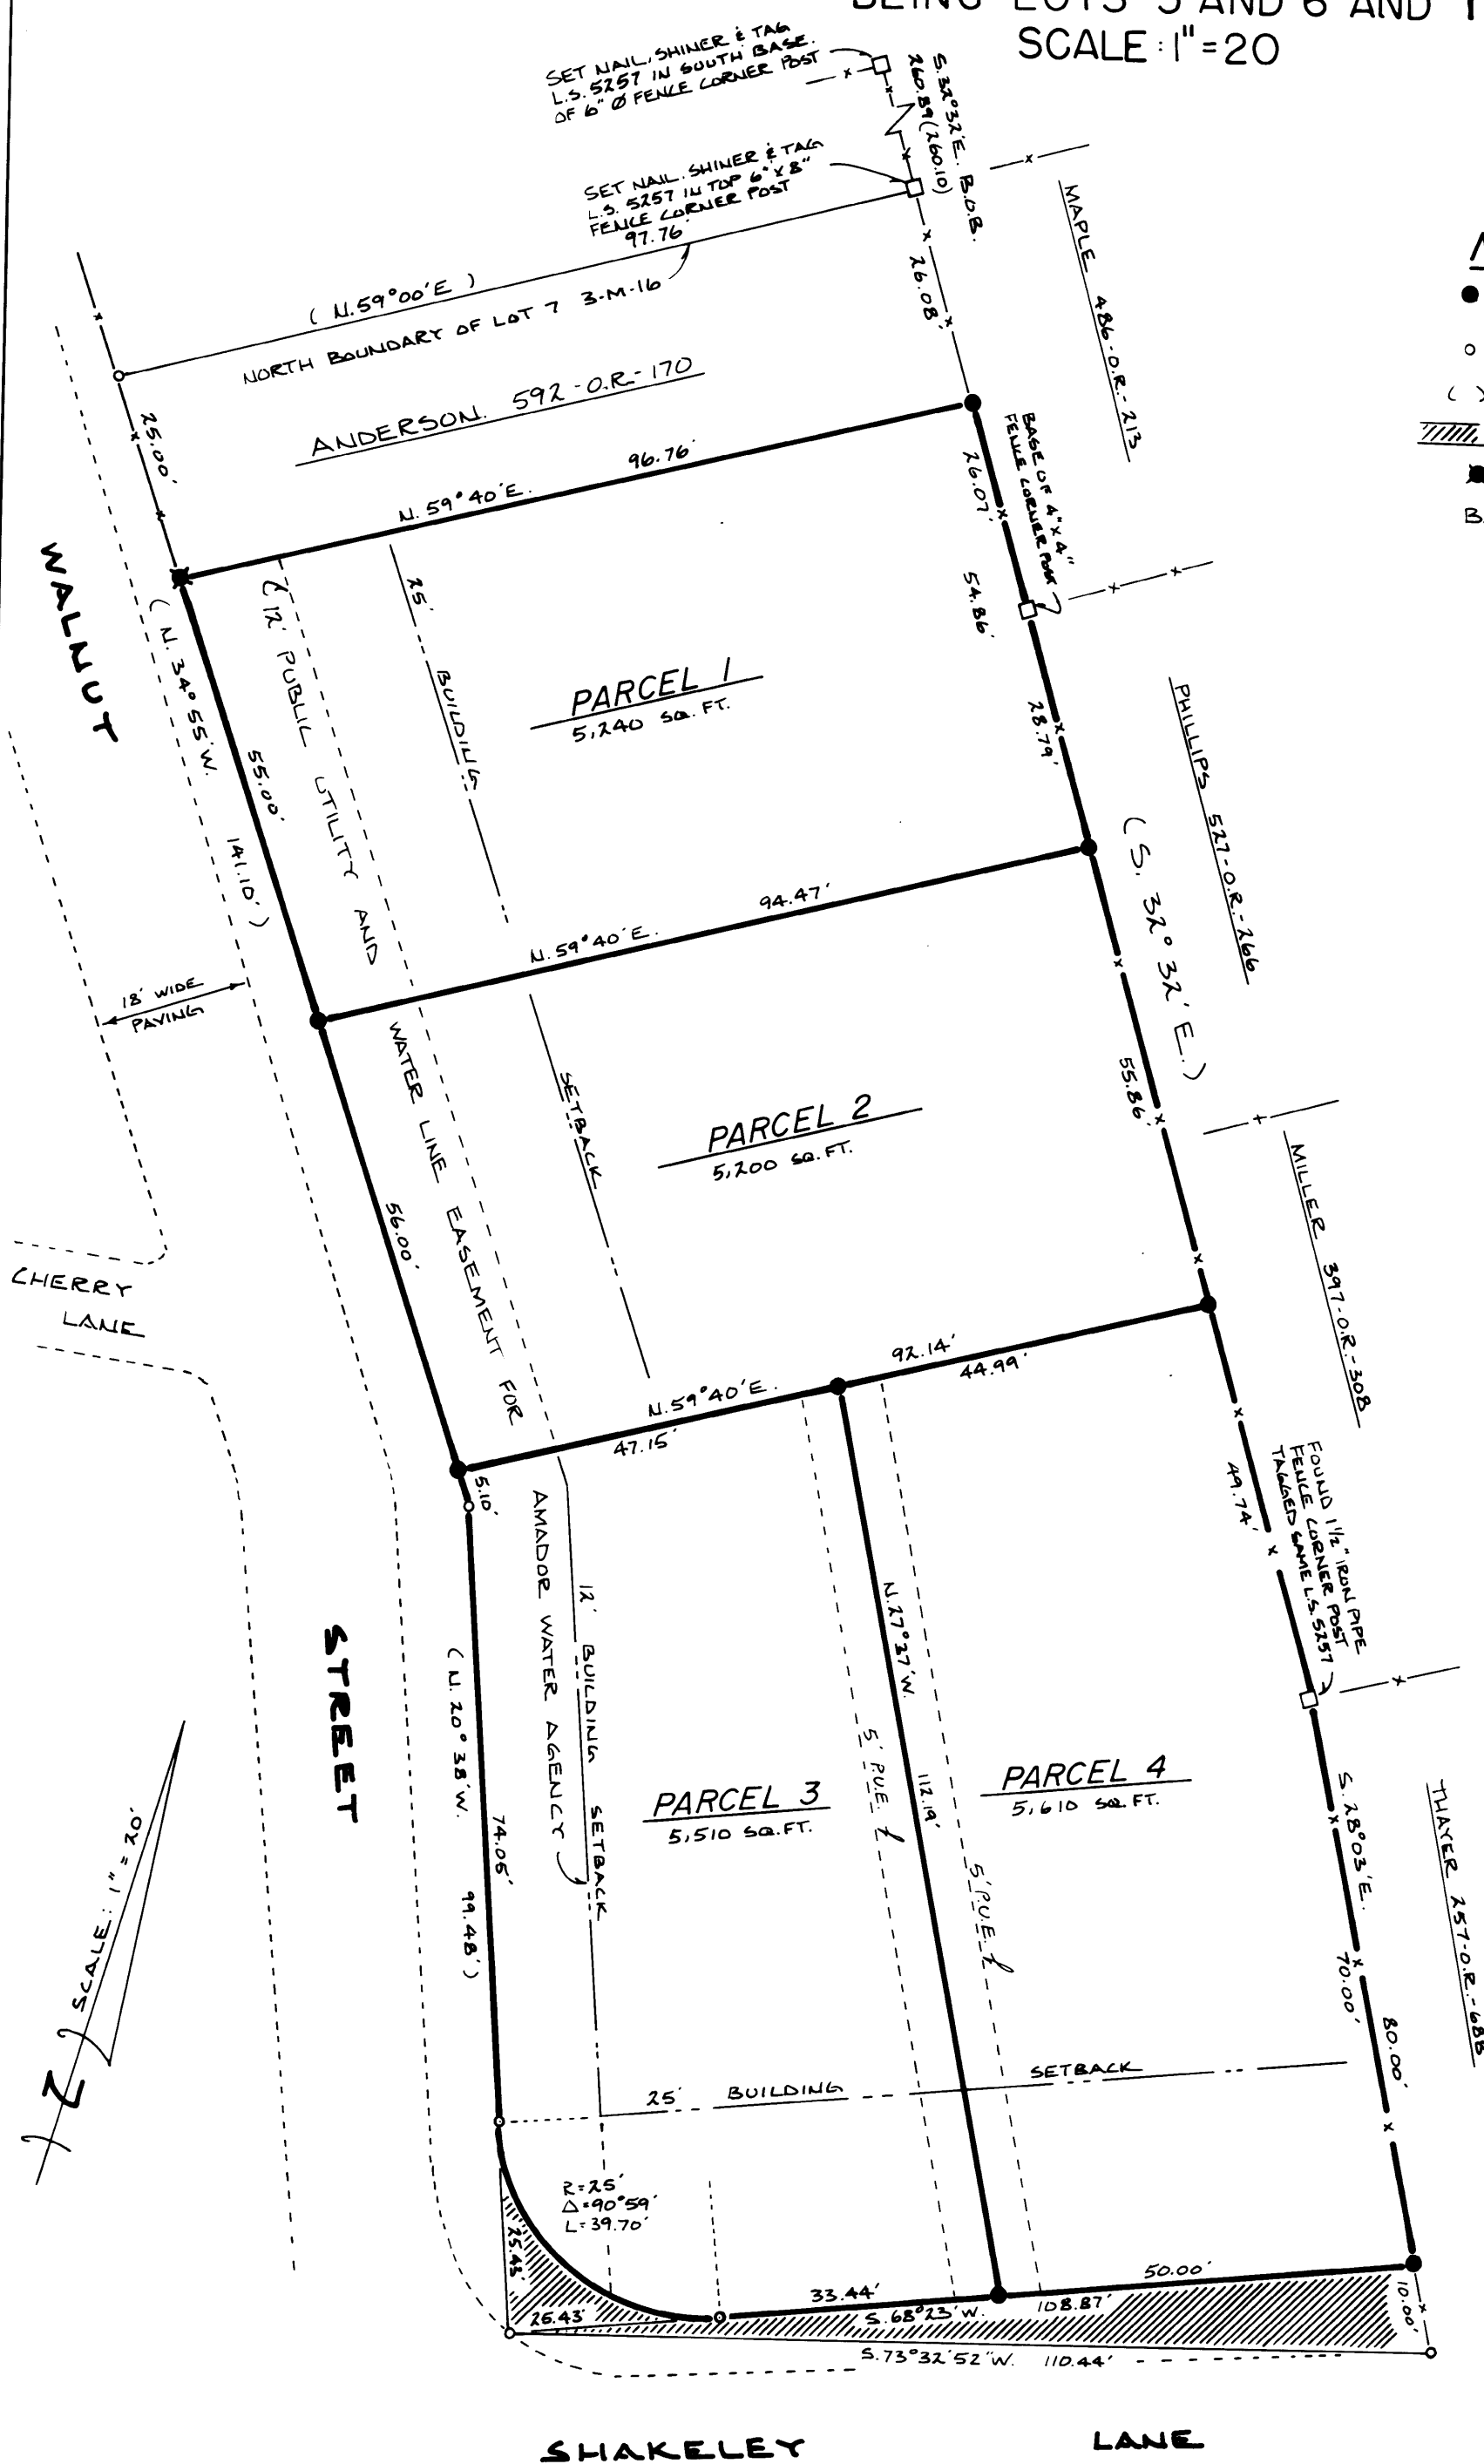 BEING LOTS 5 AND 6 AND
SCALE: 1"=20
SET NAIL, SHINER & TAG
L.S. 5257 IN SOUTH BASE
OF 6" Ø FENCE CORNER POST
S. 32°32'E. B.O.B.
260.89 (260.10)
SET NAIL, SHINER & TAG
L.S. 5257 IN TOP 6"x8"
FENCE CORNER POST
97.76'
( N.59°00'E )
NORTH BOUNDARY OF LOT 7 3-M-16
26.08'
MAPLE 486-O.R.-213
25.00'
ANDERSON. 592-O.R.-170
( )
96.76'
N. 59°40'E.
26.07'
BASE OF 4"x4"
FENCE CORNER POST
54.86'
28.79'
WALNUT
( N. 34°55'W. 141.10' )
55.00'
(12' PUBLIC UTILITY AND
25' BUILDING
PARCEL 1
5,240 SQ. FT.
PHILLIPS 527-O.R.-266
( S. 32° 32' E. )
94.47'
N. 59°40'E.
18' WIDE
PAVING
WATER LINE EASEMENT FOR
SETBACK
56.00'
55.86'
PARCEL 2
5,200 SQ. FT.
MILLER 397-O.R.-308
CHERRY
LANE
92.14'
44.99'
N.59°40'E.
47.15'
5.10'
49.74'
FOUND 1 1/2" IRON PIPE
FENCE CORNER POST
TAGGED SAME L.S. 5257
AMADOR WATER AGENCY
12' BUILDING SETBACK
N.27°37'W.
112.19'
STREET
( N. 20°38'W. 99.48' )
74.05'
5' P.U.E.
5' P.U.E.
PARCEL 3
5,510 SQ. FT.
PARCEL 4
5,610 SQ. FT.
S. 28°03'E.
70.00'
80.00'
THAYER 257-O.R.-688
SCALE: 1" = 20'
25' BUILDING SETBACK
R=25'
Δ=90°59'
L=39.70'
25.43'
25.43'
33.44'
50.00'
S.68°23'W. 108.87'
10.00'
S.73°32'52"W. 110.44'
SHAKELEY LANE